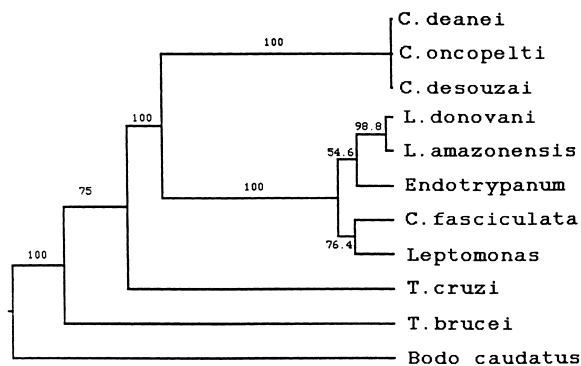 C.deanei
100
C.oncopelti
C.desouzai
L.donovani
98.8
100
L.amazonensis
54.6
Endotrypanum
75
100
C.fasciculata
76.4
Leptomonas
100
T.cruzi
T.brucei
Bodo caudatus